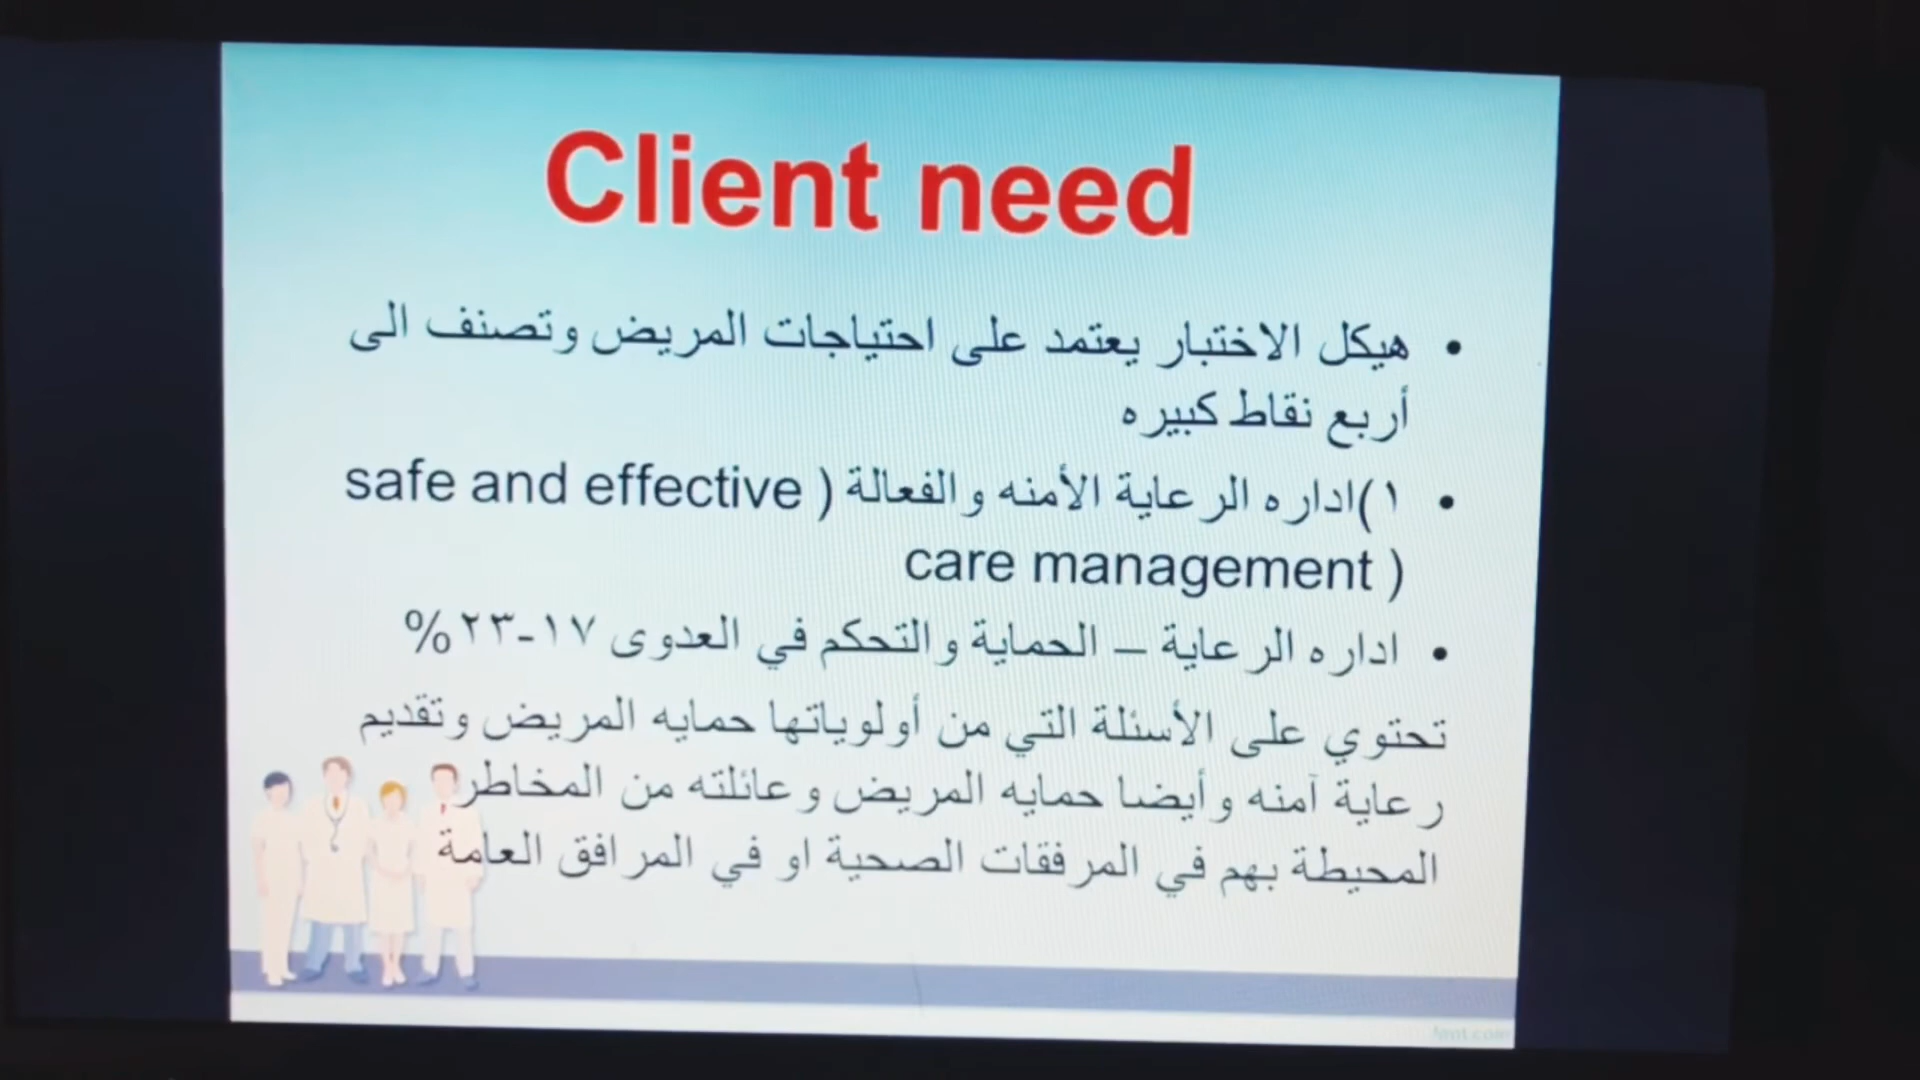 Client need
• هيكل الاختبار يعتمد على احتياجات المريض وتصنف الى
أربع نقاط كبيره
• ١)اداره الرعاية الأمنه والفعالة ( safe and effective
care management )
• اداره الرعاية – الحماية والتحكم في العدوى ١٧-٢٣%
تحتوي على الأسئلة التي من أولوياتها حمايه المريض وتقديم
رعاية آمنه وأيضا حمايه المريض وعائلته من المخاطر
المحيطة بهم في المرفقات الصحية او في المرافق العامة